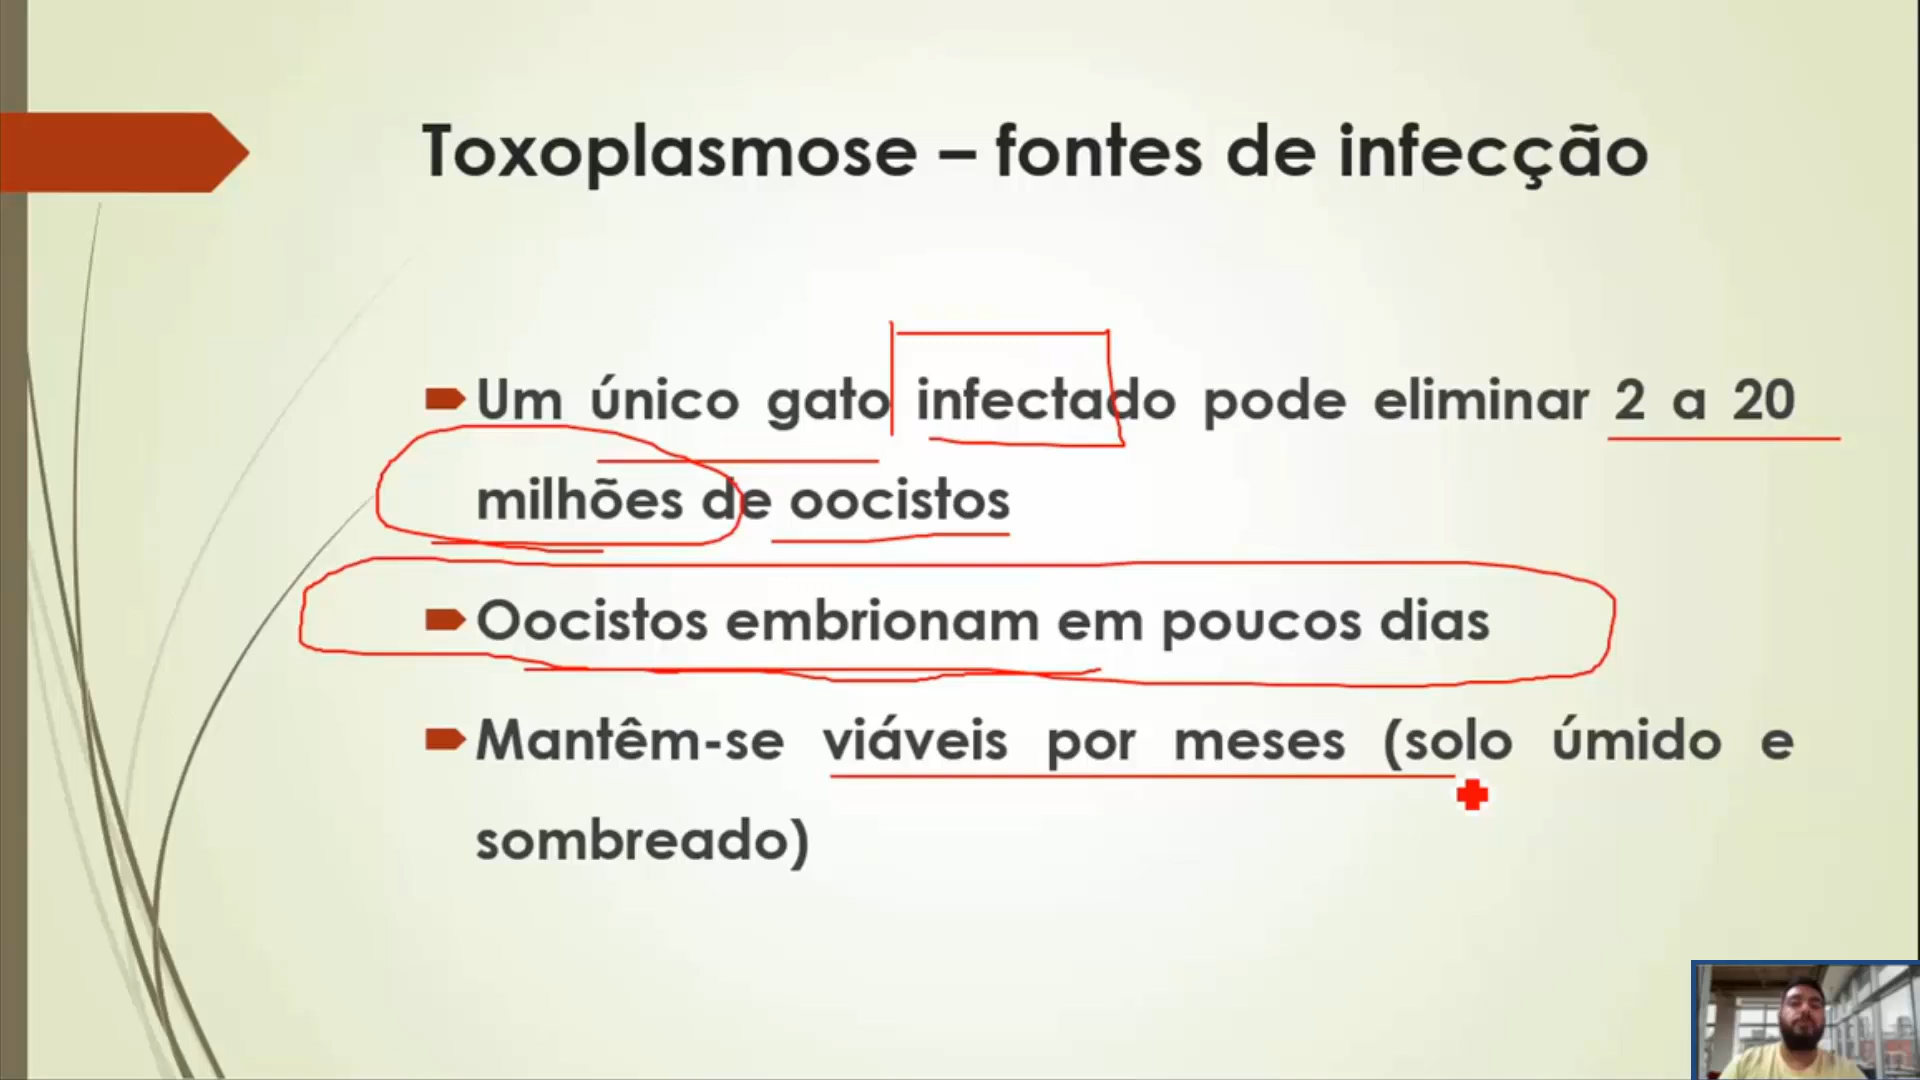 Toxoplasmose – fontes de infecção
Um único gato infectado pode eliminar 2 a 20
milhões de oocistos
Oocistos embrionam em poucos dias
Mantêm-se viáveis por meses (solo úmido e
sombreado)